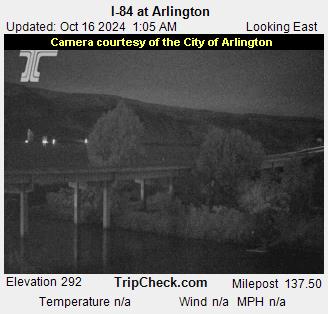 I-84 at Arlington
Updated: Oct 16 2024 1:05 AM Looking East
Camera courtesy of the City of Arlington
Elevation 292 TripCheck.com Milepost 137.50
Temperature n/a Wind n/a MPH n/a